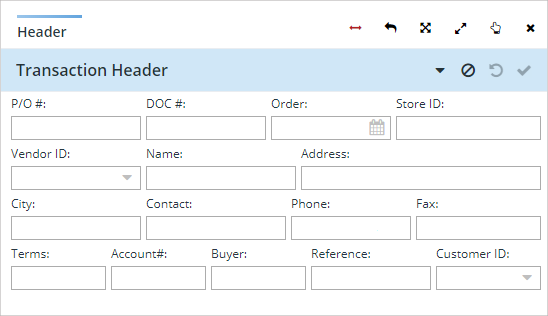 Header
Transaction Header
P/O #: DOC #: Order: Store ID:
Vendor ID: Name: Address:
City: Contact: Phone: Fax:
Terms: Account#: Buyer: Reference: Customer ID: